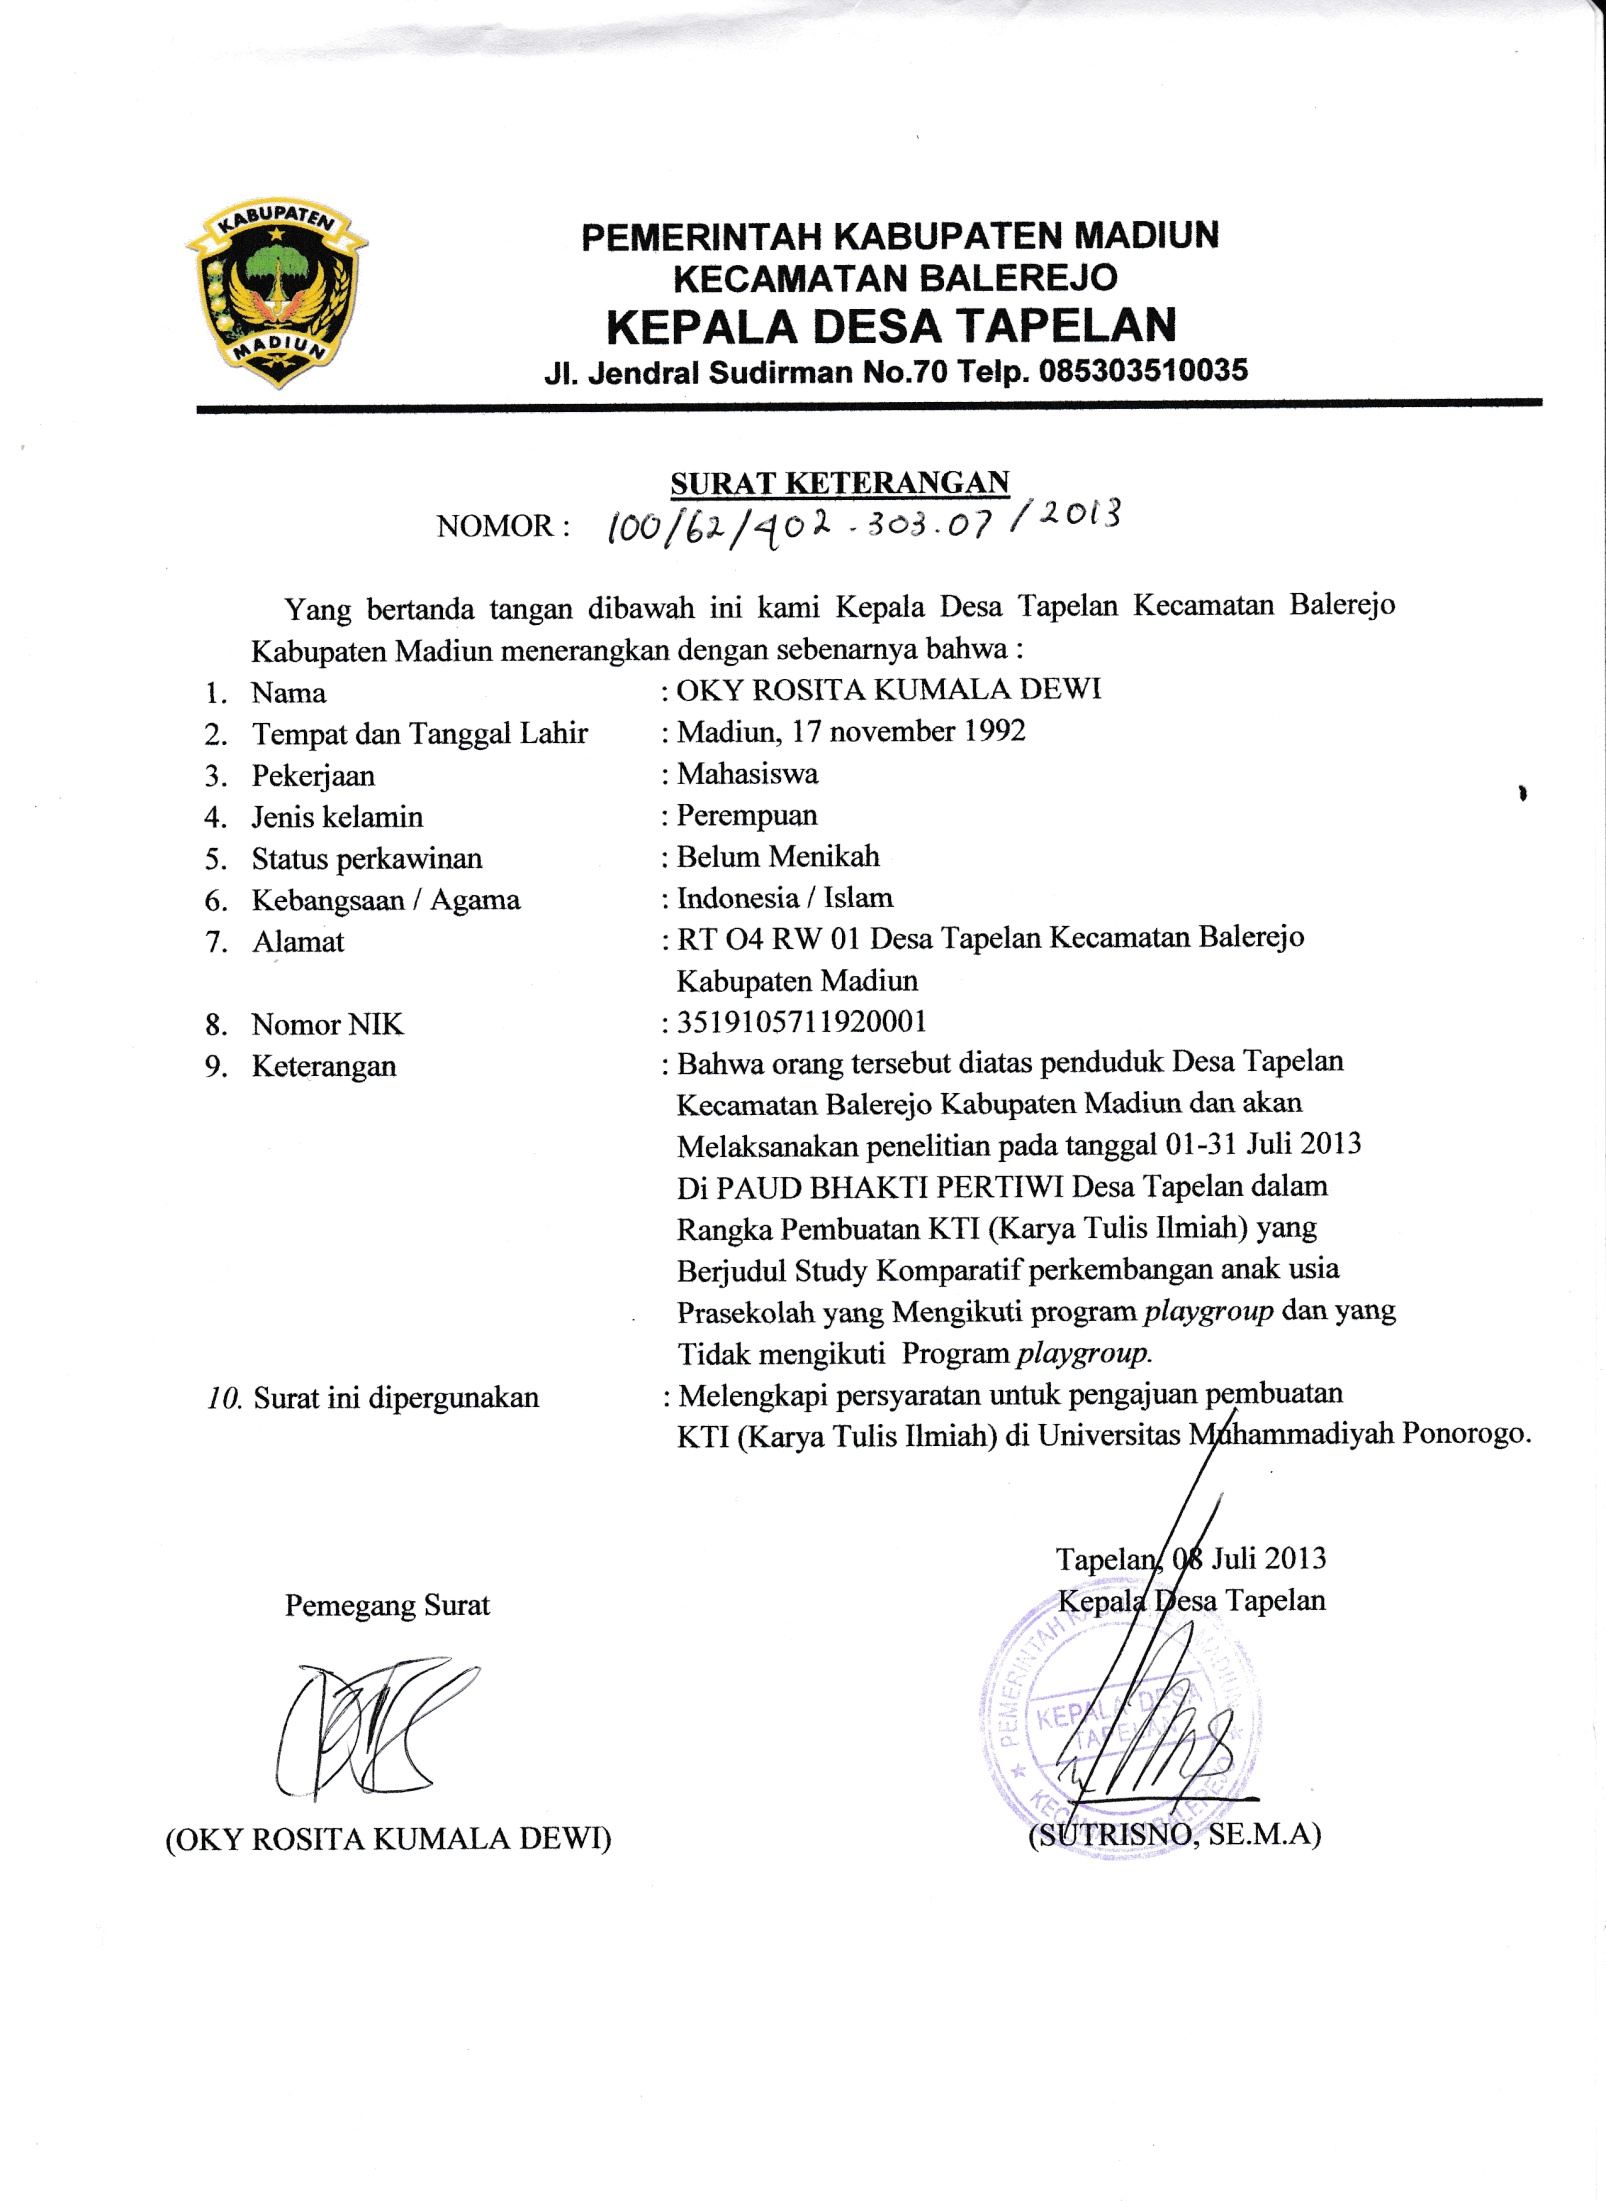 KABUPATEN
MADIUN
PEMERINTAH KABUPATEN MADIUN
KECAMATAN BALEREJO
KEPALA DESA TAPELAN
Jl. Jendral Sudirman No.70 Telp. 085303510035
SURAT KETERANGAN
NOMOR : 100/62/402.303.07/2013
Yang bertanda tangan dibawah ini kami Kepala Desa Tapelan Kecamatan Balerejo
Kabupaten Madiun menerangkan dengan sebenarnya bahwa :
1. Nama : OKY ROSITA KUMALA DEWI
2. Tempat dan Tanggal Lahir : Madiun, 17 november 1992
3. Pekerjaan : Mahasiswa
4. Jenis kelamin : Perempuan
5. Status perkawinan : Belum Menikah
6. Kebangsaan / Agama : Indonesia / Islam
7. Alamat : RT O4 RW 01 Desa Tapelan Kecamatan Balerejo
Kabupaten Madiun
8. Nomor NIK : 3519105711920001
9. Keterangan : Bahwa orang tersebut diatas penduduk Desa Tapelan
Kecamatan Balerejo Kabupaten Madiun dan akan
Melaksanakan penelitian pada tanggal 01-31 Juli 2013
Di PAUD BHAKTI PERTIWI Desa Tapelan dalam
Rangka Pembuatan KTI (Karya Tulis Ilmiah) yang
Berjudul Study Komparatif perkembangan anak usia
Prasekolah yang Mengikuti program playgroup dan yang
Tidak mengikuti Program playgroup.
10. Surat ini dipergunakan : Melengkapi persyaratan untuk pengajuan pembuatan
KTI (Karya Tulis Ilmiah) di Universitas Muhammadiyah Ponorogo.
Tapelan, 08 Juli 2013
Pemegang Surat
Kepala Desa Tapelan
PEMERINTAH KABUPATEN MADIUN
KEPALA DESA
TAPELAN
KECAMATAN BALEREJO
(OKY ROSITA KUMALA DEWI)
(SUTRISNO, SE.M.A)